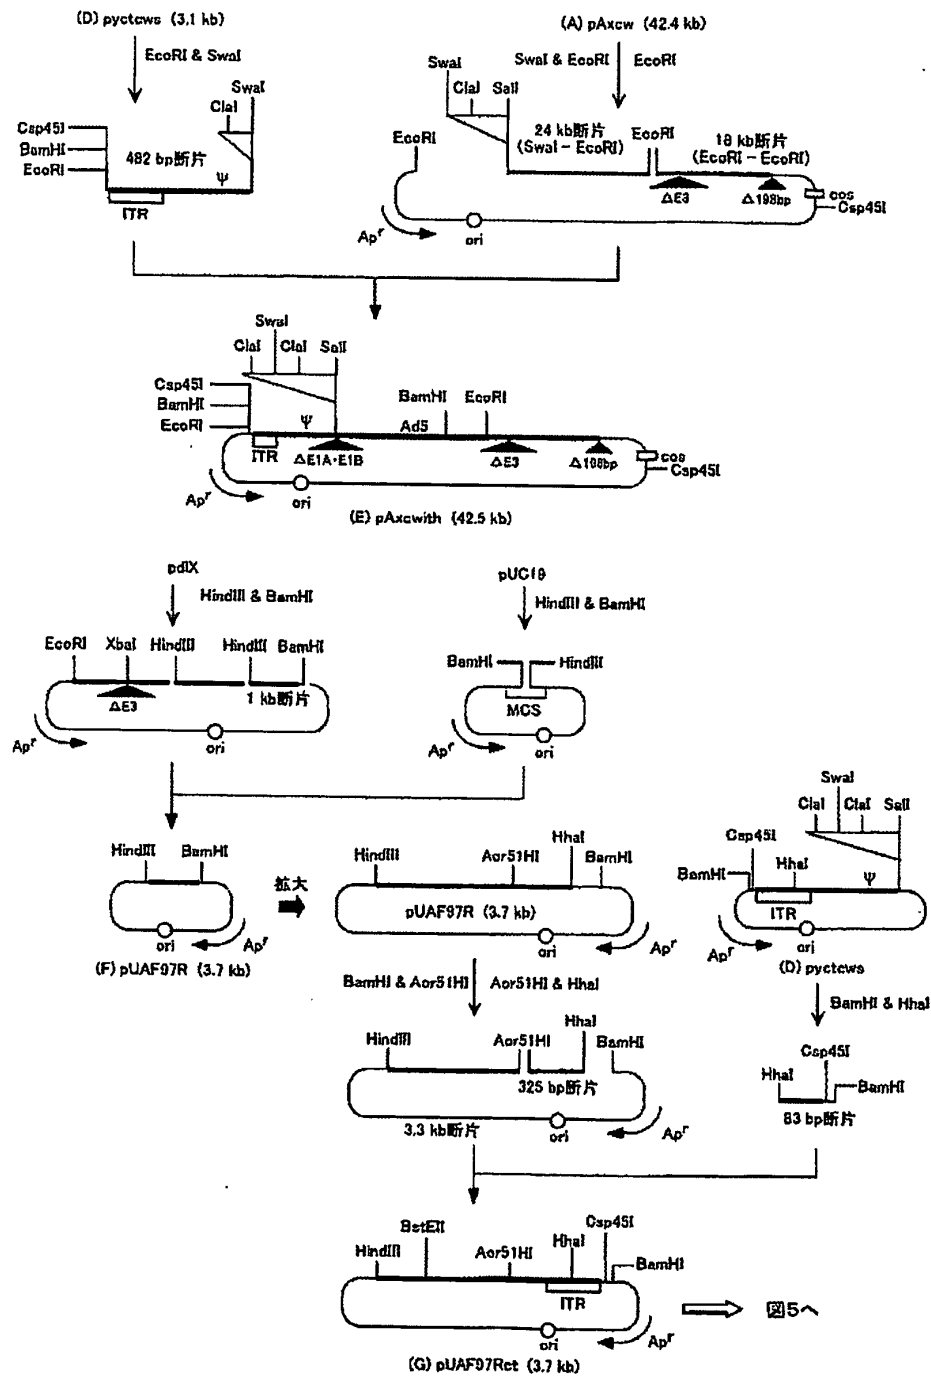 (D) pyctcws (3.1 kb)
EcoRI & SwaI
SwaI
ClaI
Csp45I
BamHI
EcoRI
482 bp断片
Ψ
ITR
(A) pAxcw (42.4 kb)
SwaI & EcoRI
EcoRI
SwaI
ClaI
SalI
EcoRI
24 kb断片
(SwaI - EcoRI)
EcoRI
18 kb断片
(EcoRI - EcoRI)
△E3
△198bp
cos
Csp45I
Apʳ
ori
SwaI
ClaI
ClaI
SalI
Csp45I
BamHI
EcoRI
Ψ
Ad5
BamHI
EcoRI
ITR
△E1A・E1B
△E3
△198bp
cos
Csp45I
Apʳ
ori
(E) pAxcwith (42.5 kb)
pdIX
HindIII & BamHI
EcoRI
XbaI
HindIII
HindIII
BamHI
△E3
1 kb断片
Apʳ
ori
pUC19
HindIII & BamHI
BamHI
HindIII
MCS
Apʳ
ori
HindIII
BamHI
ori
Apʳ
(F) pUAF97R (3.7 kb)
拡大
HindIII
Aor51HI
HhaI
BamHI
pUAF97R (3.7 kb)
ori
Apʳ
SwaI
ClaI
ClaI
SalI
Csp45I
BamHI
HhaI
Ψ
ITR
Apʳ
ori
(D) pyctcws
BamHI & Aor51HI
Aor51HI & HhaI
BamHI & HhaI
HindIII
Aor51HI
HhaI
BamHI
325 bp断片
3.3 kb断片
ori
Apʳ
Csp45I
HhaI
BamHI
83 bp断片
HindIII
BstEII
Aor51HI
HhaI
Csp45I
BamHI
ITR
ori
Apʳ
図5へ
(G) pUAF97Rct (3.7 kb)